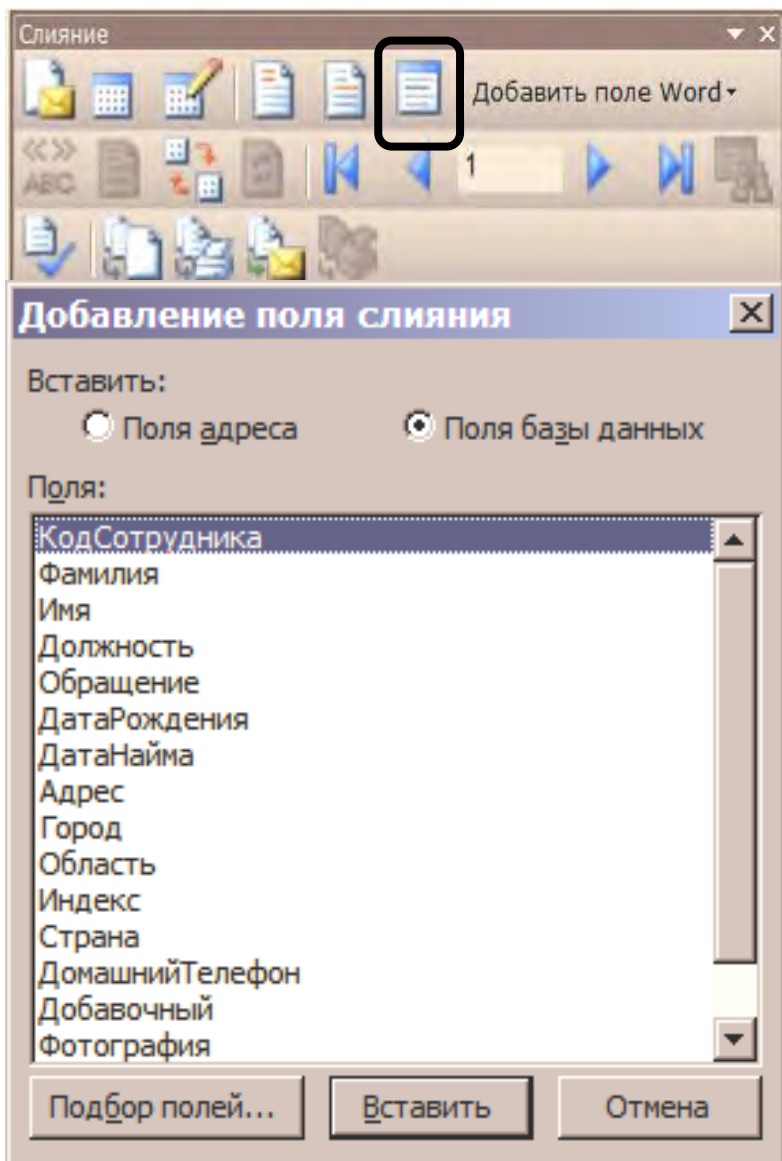 Слияние
Добавить поле Word
«» ABC
1
Добавление поля слияния
Вставить:
Поля адреса Поля базы данных
Поля:
КодСотрудника
Фамилия
Имя
Должность
Обращение
ДатаРождения
ДатаНайма
Адрес
Город
Область
Индекс
Страна
ДомашнийТелефон
Добавочный
Фотография
Подбор полей... Вставить Отмена